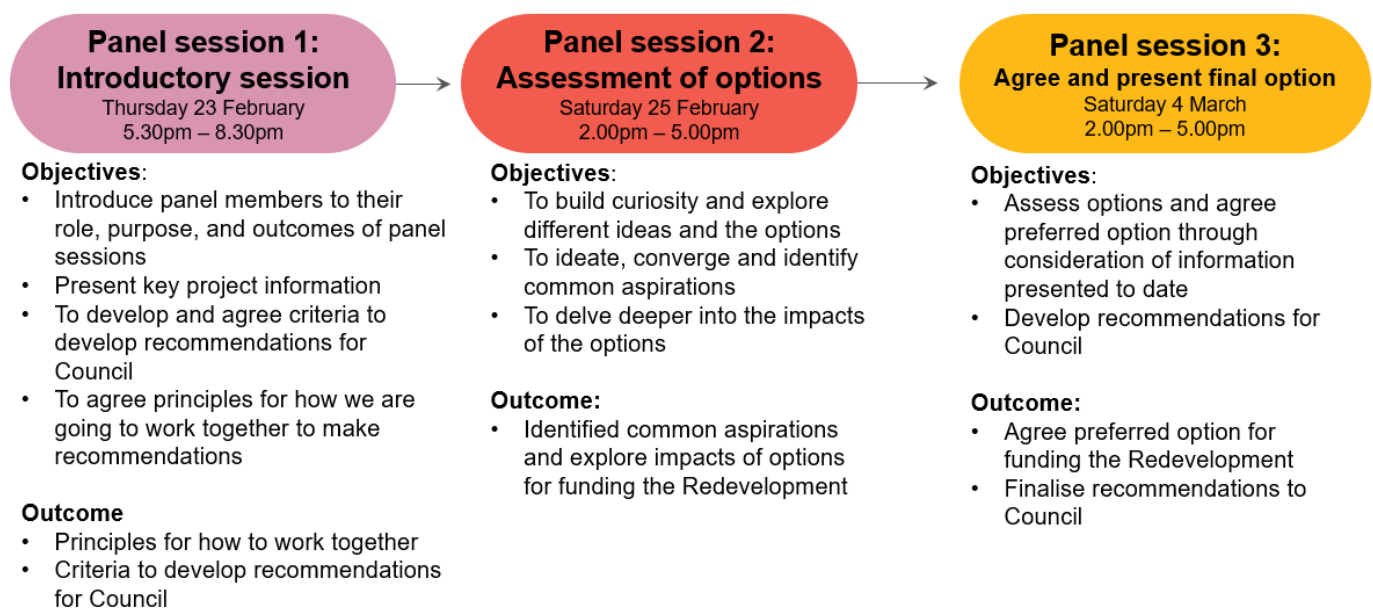 Panel session 1:
Introductory session
Thursday 23 February
5.30pm – 8.30pm
Objectives:
• Introduce panel members to their
role, purpose, and outcomes of panel
sessions
• Present key project information
• To develop and agree criteria to
develop recommendations for
Council
• To agree principles for how we are
going to work together to make
recommendations
Outcome
• Principles for how to work together
• Criteria to develop recommendations
for Council
Panel session 2:
Assessment of options
Saturday 25 February
2.00pm – 5.00pm
Objectives:
• To build curiosity and explore
different ideas and the options
• To ideate, converge and identify
common aspirations
• To delve deeper into the impacts
of the options
Outcome:
• Identified common aspirations
and explore impacts of options
for funding the Redevelopment
Panel session 3:
Agree and present final option
Saturday 4 March
2.00pm – 5.00pm
Objectives:
• Assess options and agree
preferred option through
consideration of information
presented to date
• Develop recommendations for
Council
Outcome:
• Agree preferred option for
funding the Redevelopment
• Finalise recommendations to
Council